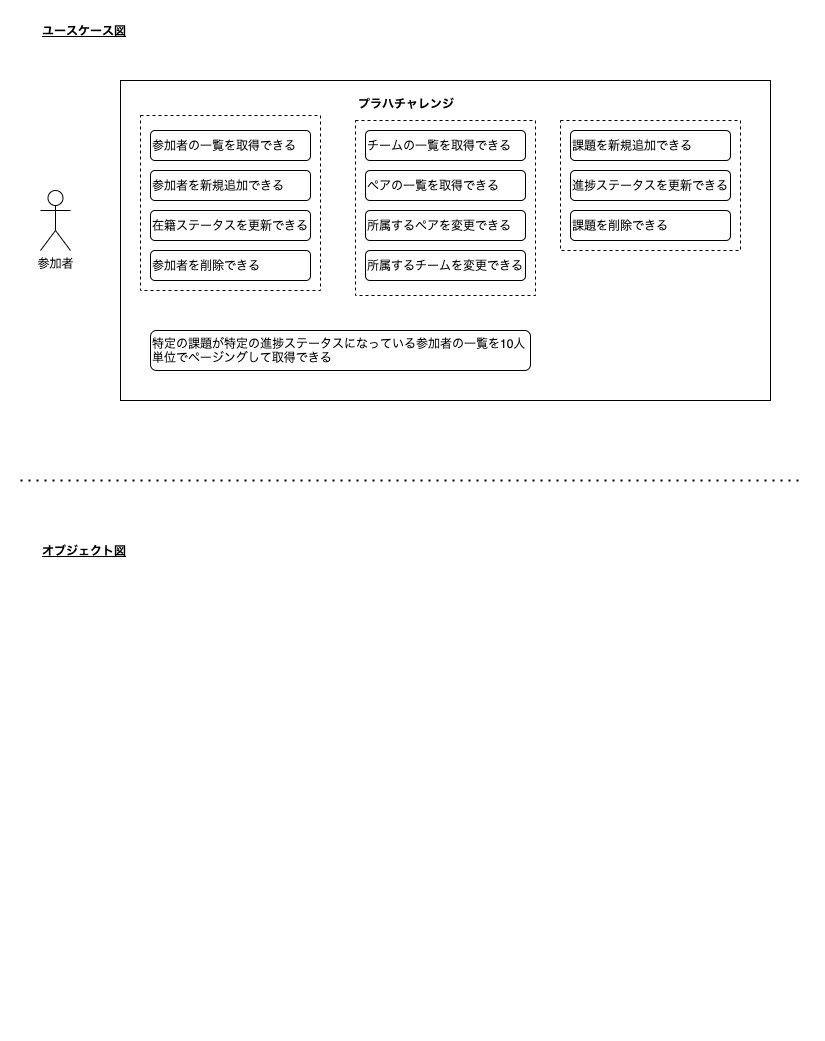 ユースケース図
プラハチャレンジ
参加者の一覧を取得できる
参加者を新規追加できる
在籍ステータスを更新できる
参加者を削除できる
チームの一覧を取得できる
ペアの一覧を取得できる
所属するペアを変更できる
所属するチームを変更できる
課題を新規追加できる
進捗ステータスを更新できる
課題を削除できる
参加者
特定の課題が特定の進捗ステータスになっている参加者の一覧を10人
単位でページングして取得できる
オブジェクト図